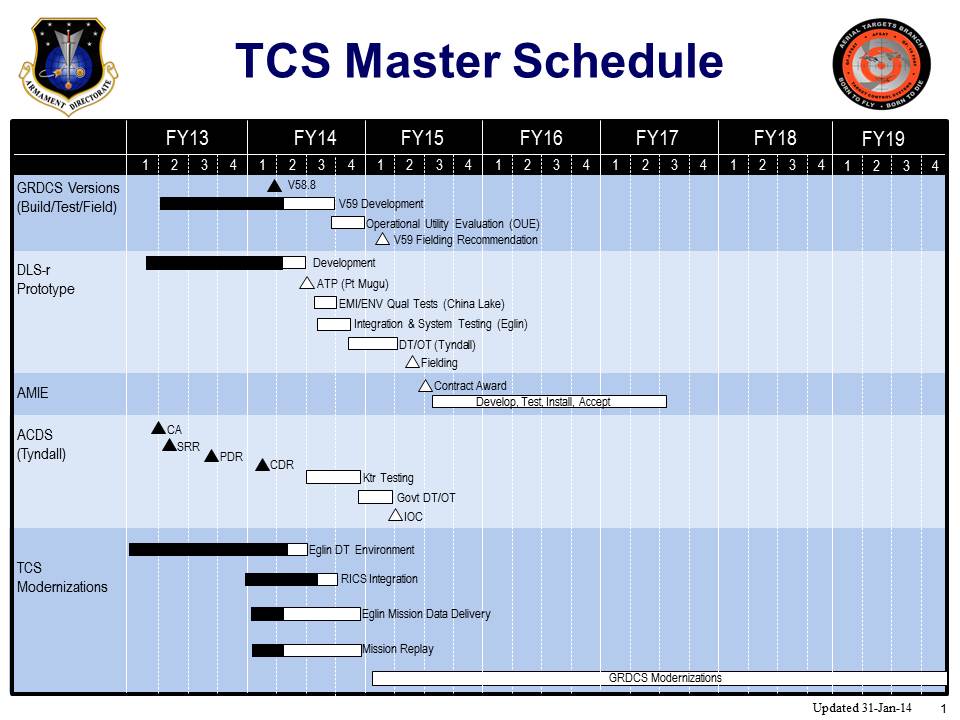 TCS Master Schedule
ARMAMENT DIRECTORATE
AERIAL TARGETS BRANCH
TARGET CONTROL SYSTEMS
BORN TO FLY • BORN TO DIE
FY13 FY14 FY15 FY16 FY17 FY18 FY19
1 2 3 4 1 2 3 4 1 2 3 4 1 2 3 4 1 2 3 4 1 2 3 4 1 2 3 4
GRDCS Versions
(Build/Test/Field)
V58.8
V59 Development
Operational Utility Evaluation (OUE)
V59 Fielding Recommendation
DLS-r
Prototype
Development
ATP (Pt Mugu)
EMI/ENV Qual Tests (China Lake)
Integration & System Testing (Eglin)
DT/OT (Tyndall)
Fielding
AMIE
Contract Award
Develop, Test, Install, Accept
ACDS
(Tyndall)
CA
SRR
PDR
CDR
Ktr Testing
Govt DT/OT
IOC
TCS
Modernizations
Eglin DT Environment
RICS Integration
Eglin Mission Data Delivery
Mission Replay
GRDCS Modernizations
Updated 31-Jan-14
1